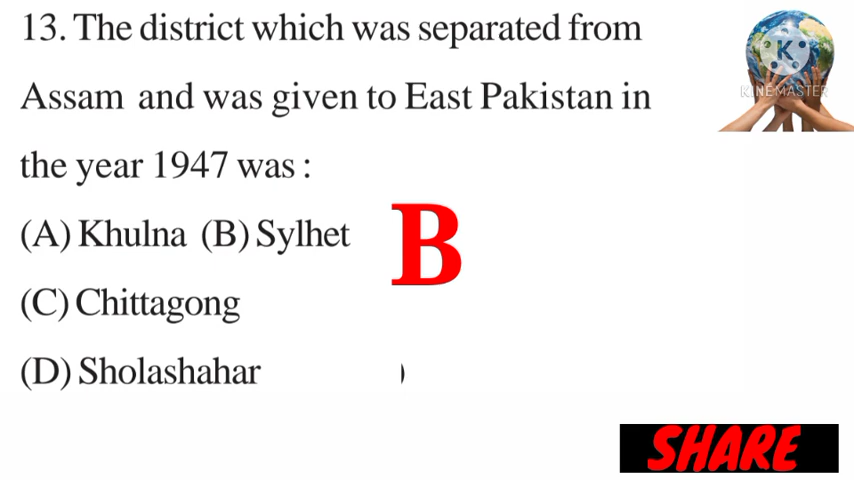 13. The district which was separated from
Assam and was given to East Pakistan in
the year 1947 was :
(A) Khulna (B) Sylhet
B
(C) Chittagong
(D) Sholashahar
)
K
KINEMASTER
SHARE